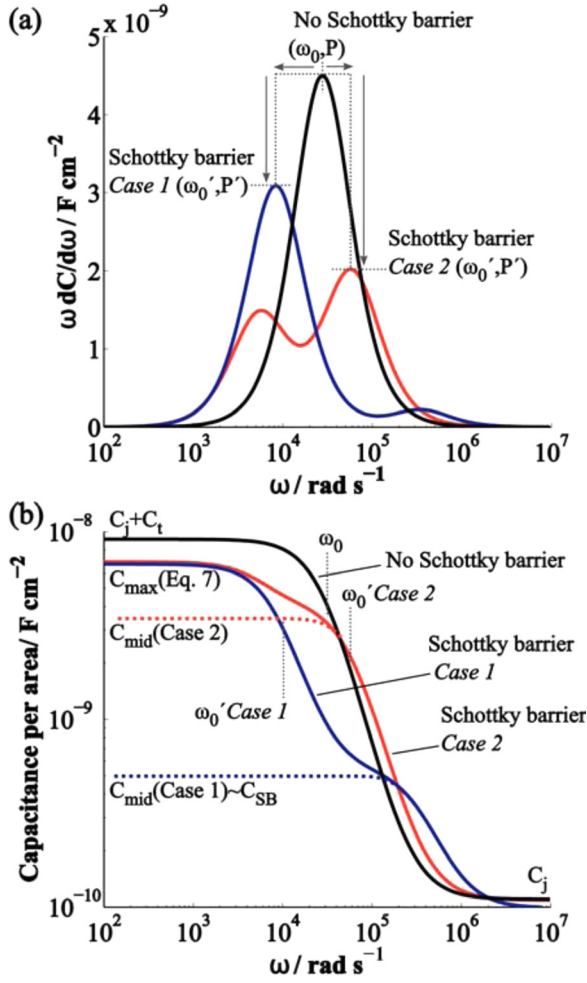 (a)
x 10⁻⁹
No Schottky barrier
(ω₀,P)
5
4
3
2
1
0
Schottky barrier
Case 1 (ω₀′,P′)
Schottky barrier
Case 2 (ω₀′,P′)
ω dC/dω / F cm⁻²
10² 10³ 10⁴ 10⁵ 10⁶ 10⁷
ω / rad s⁻¹
(b)
10⁻⁸
Cⱼ+Cₜ
ω₀
No Schottky barrier
C_max(Eq. 7)
ω₀′ Case 2
C_mid(Case 2)
Schottky barrier
Case 1
10⁻⁹
ω₀′ Case 1
Schottky barrier
Case 2
C_mid(Case 1)~C_SB
Cⱼ
10⁻¹⁰
Capacitance per area/ F cm⁻²
10² 10³ 10⁴ 10⁵ 10⁶ 10⁷
ω / rad s⁻¹